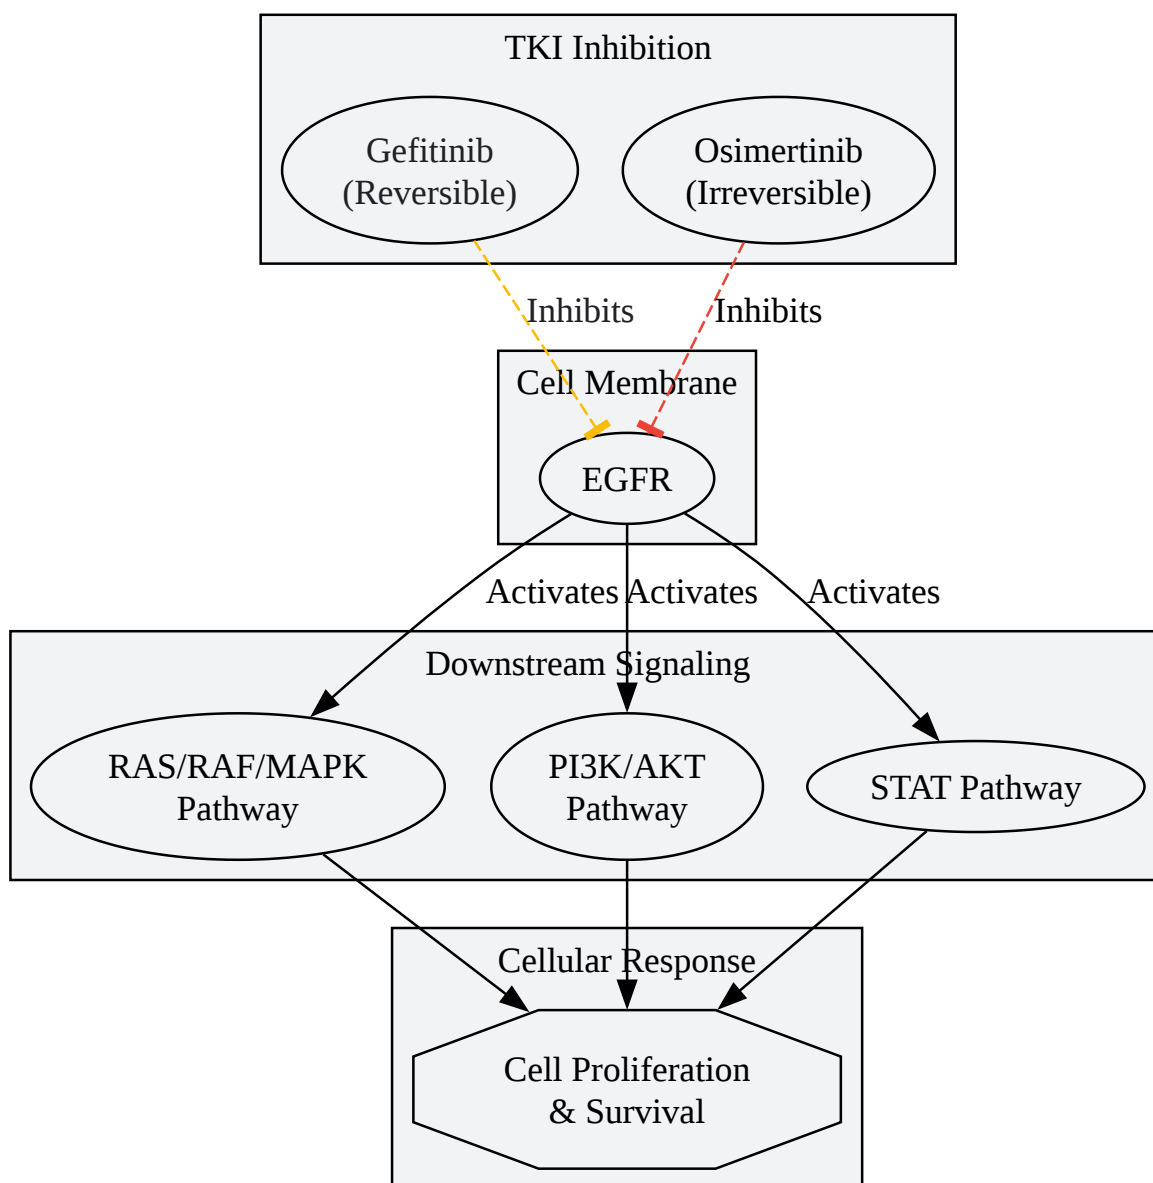 TKI Inhibition
Gefitinib
(Reversible)
Osimertinib
(Irreversible)
Inhibits
Inhibits
Cell Membrane
EGFR
Activates
Activates
Activates
Downstream Signaling
RAS/RAF/MAPK
Pathway
PI3K/AKT
Pathway
STAT Pathway
Cellular Response
Cell Proliferation
& Survival